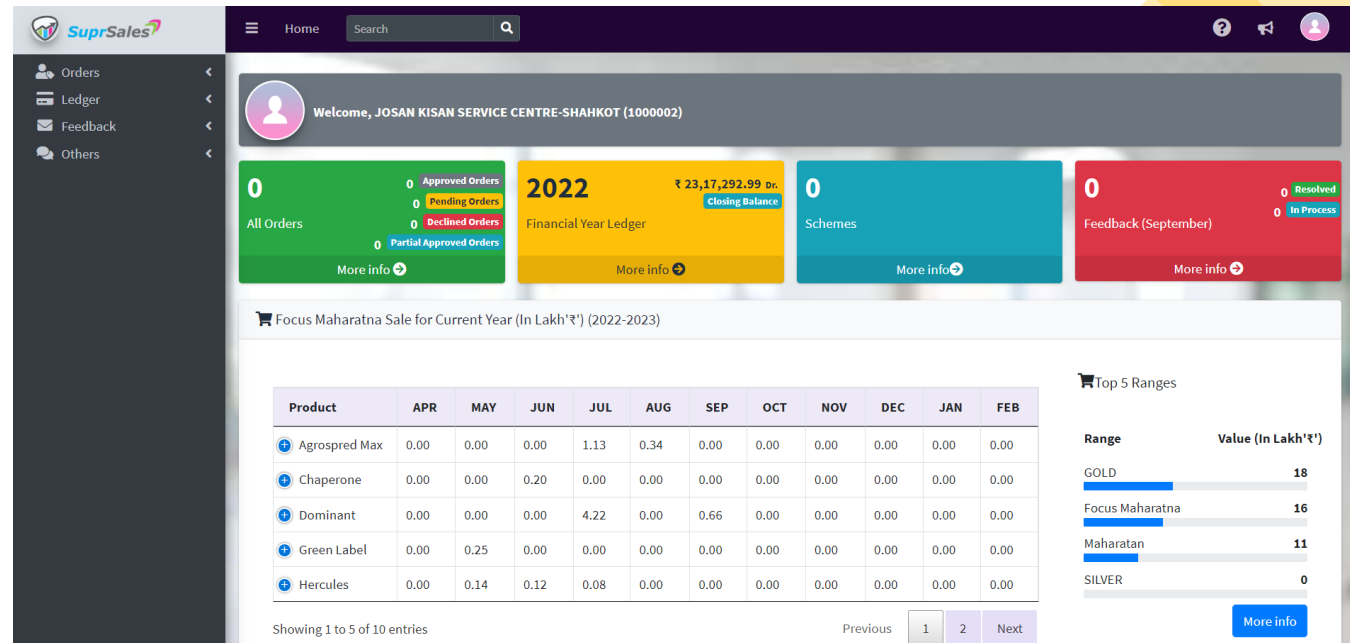 SuprSales
Home
Search
Orders
Ledger
Feedback
Others
Welcome, JOSAN KISAN SERVICE CENTRE-SHAHKOT (1000002)
0
All Orders
0 Approved Orders
0 Pending Orders
0 Declined Orders
0 Partial Approved Orders
More info
2022
Financial Year Ledger
₹ 23,17,292.99 Dr.
Closing Balance
More info
0
Schemes
More info
0
Feedback (September)
0 Resolved
0 In Process
More info
Focus Maharatna Sale for Current Year (In Lakh'₹') (2022-2023)
Product APR MAY JUN JUL AUG SEP OCT NOV DEC JAN FEB
Agrospred Max 0.00 0.00 0.00 1.13 0.34 0.00 0.00 0.00 0.00 0.00 0.00
Chaperone 0.00 0.00 0.20 0.00 0.00 0.00 0.00 0.00 0.00 0.00 0.00
Dominant 0.00 0.00 0.00 4.22 0.00 0.66 0.00 0.00 0.00 0.00 0.00
Green Label 0.00 0.25 0.00 0.00 0.00 0.00 0.00 0.00 0.00 0.00 0.00
Hercules 0.00 0.14 0.12 0.08 0.00 0.00 0.00 0.00 0.00 0.00 0.00
Showing 1 to 5 of 10 entries
Previous 1 2 Next
Top 5 Ranges
Range Value (In Lakh'₹')
GOLD 18
Focus Maharatna 16
Maharatan 11
SILVER 0
More info